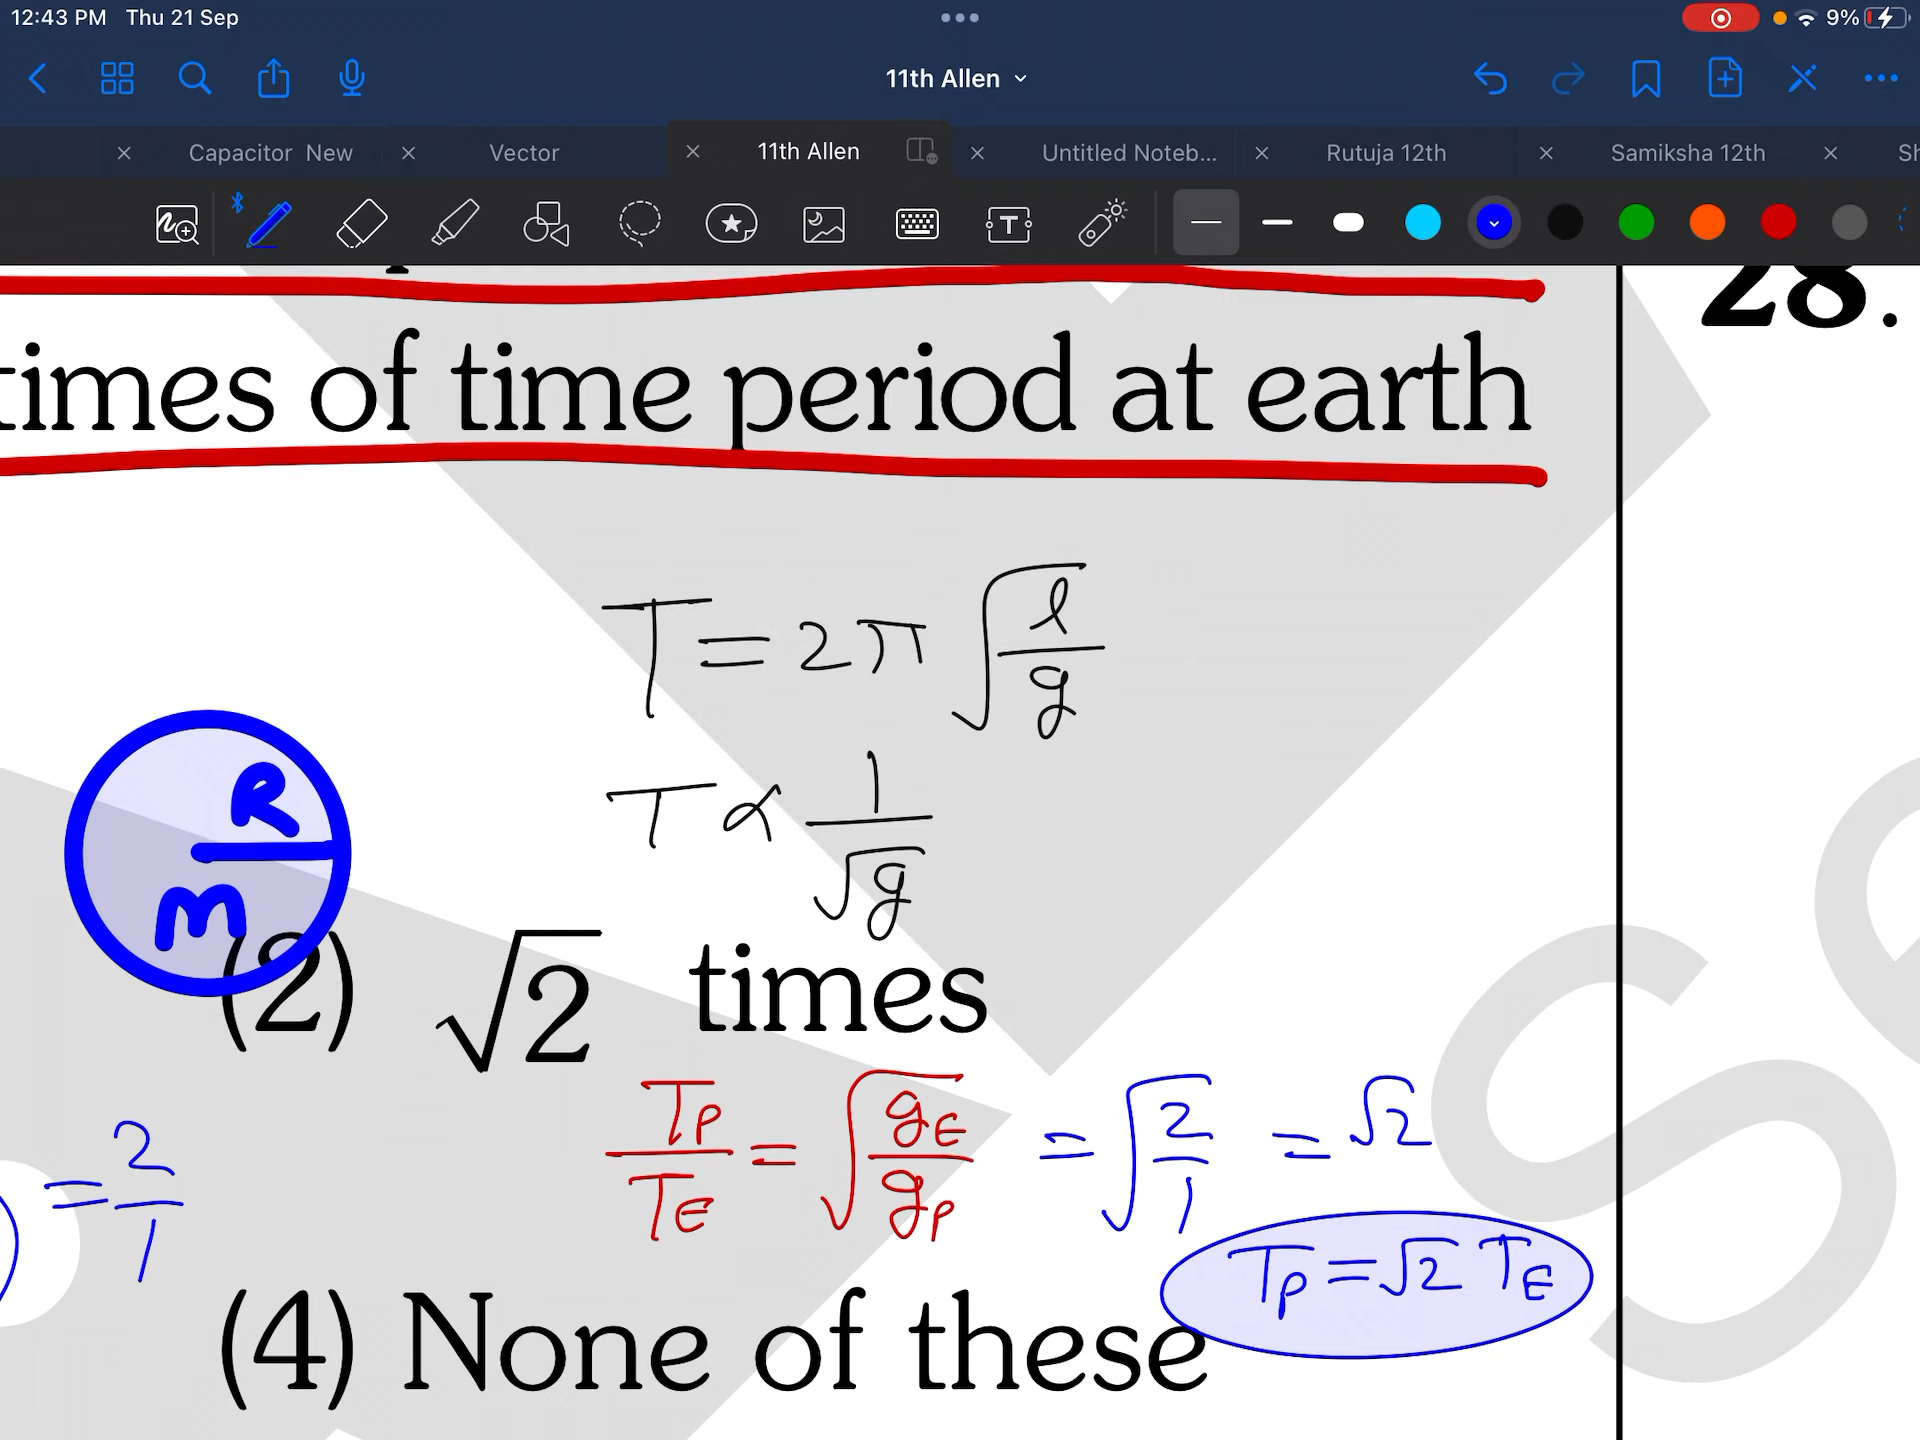 12:43 PM Thu 21 Sep
9%
11th Allen
Capacitor New
Vector
11th Allen
Untitled Noteb...
Rutuja 12th
Samiksha 12th
Sh
28.
times of time period at earth
T = 2π √(l/g)
T ∝ 1/√g
R
M
(2) √2 times
= 2/1
TP/TE = √(gE/gP) = √(2/1) = √2
TP = √2 TE
(4) None of these